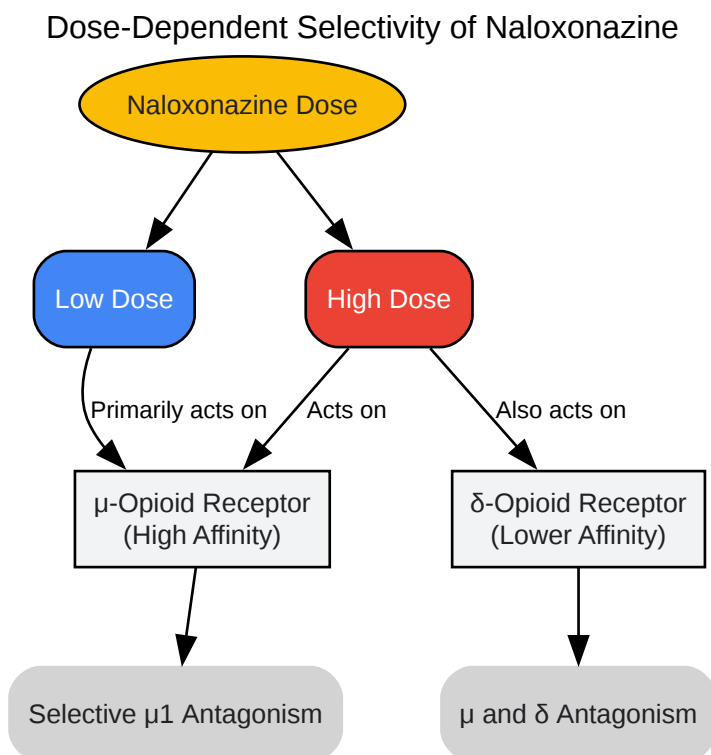 Dose-Dependent Selectivity of Naloxonazine
Naloxonazine Dose
Low Dose
High Dose
Primarily acts on
Acts on
Also acts on
μ-Opioid Receptor
(High Affinity)
δ-Opioid Receptor
(Lower Affinity)
Selective μ1 Antagonism
μ and δ Antagonism